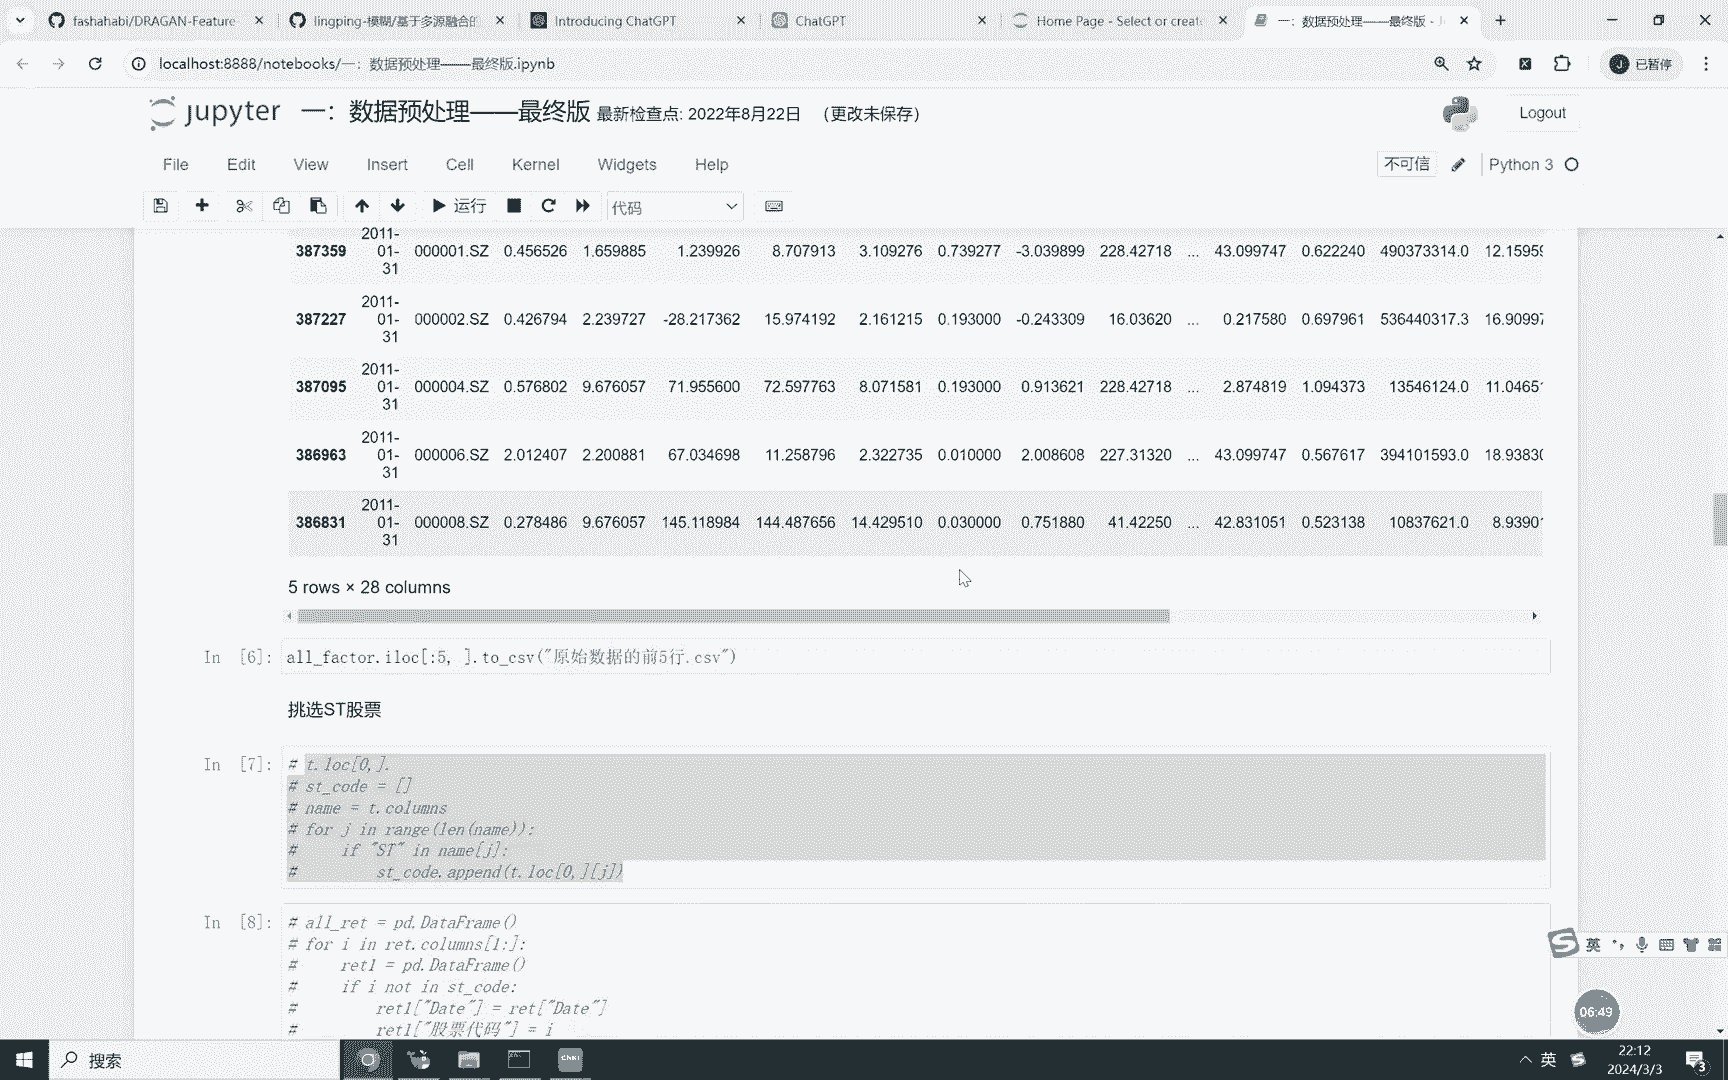 fashahabi/DRAGAN-Feature
lingping-模糊/基于多源融合的
Introducing ChatGPT
ChatGPT
Home Page - Select or creat
一：数据预处理——最终版 - J
localhost:8888/notebooks/一：数据预处理——最终版.ipynb
已暂停
jupyter 一：数据预处理——最终版 最新检查点: 2022年8月22日 （更改未保存）
Logout
File Edit View Insert Cell Kernel Widgets Help
不可信 Python 3
运行 代码
387359 2011-01-31 000001.SZ 0.456526 1.659885 1.239926 8.707913 3.109276 0.739277 -3.039899 228.42718 ... 43.099747 0.622240 490373314.0 12.15959
387227 2011-01-31 000002.SZ 0.426794 2.239727 -28.217362 15.974192 2.161215 0.193000 -0.243309 16.03620 ... 0.217580 0.697961 536440317.3 16.90997
387095 2011-01-31 000004.SZ 0.576802 9.676057 71.955600 72.597763 8.071581 0.193000 0.913621 228.42718 ... 2.874819 1.094373 13546124.0 11.04651
386963 2011-01-31 000006.SZ 2.012407 2.200881 67.034698 11.258796 2.322735 0.010000 2.008608 227.31320 ... 43.099747 0.567617 394101593.0 18.93830
386831 2011-01-31 000008.SZ 0.278486 9.676057 145.118984 144.487656 14.429510 0.030000 0.751880 41.42250 ... 42.831051 0.523138 10837621.0 8.93901
5 rows × 28 columns
In [6]: all_factor.iloc[:5, ].to_csv("原始数据的前5行.csv")
挑选ST股票
In [7]: # t.loc[0,].
# st_code = []
# name = t.columns
# for j in range(len(name)):
#     if "ST" in name[j]:
#         st_code.append(t.loc[0,][j])
In [8]: # all_ret = pd.DataFrame()
# for i in ret.columns[1:]:
#     ret1 = pd.DataFrame()
#     if i not in st_code:
#         ret1["Date"] = ret["Date"]
#         ret1["股票代码"] = i
英
06:49
搜索
英
22:12
2024/3/3
3